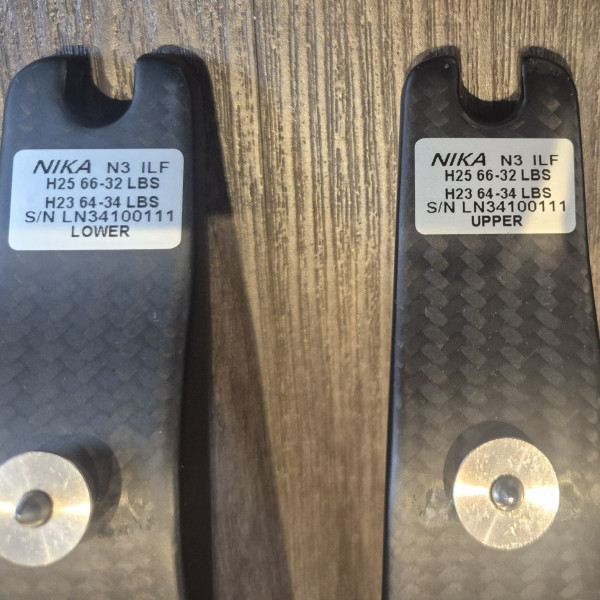 NIKA N3 ILF
H25 66-32 LBS
H23 64-34 LBS
S/N LN34100111
LOWER
NIKA N3 ILF
H25 66-32 LBS
H23 64-34 LBS
S/N LN34100111
UPPER